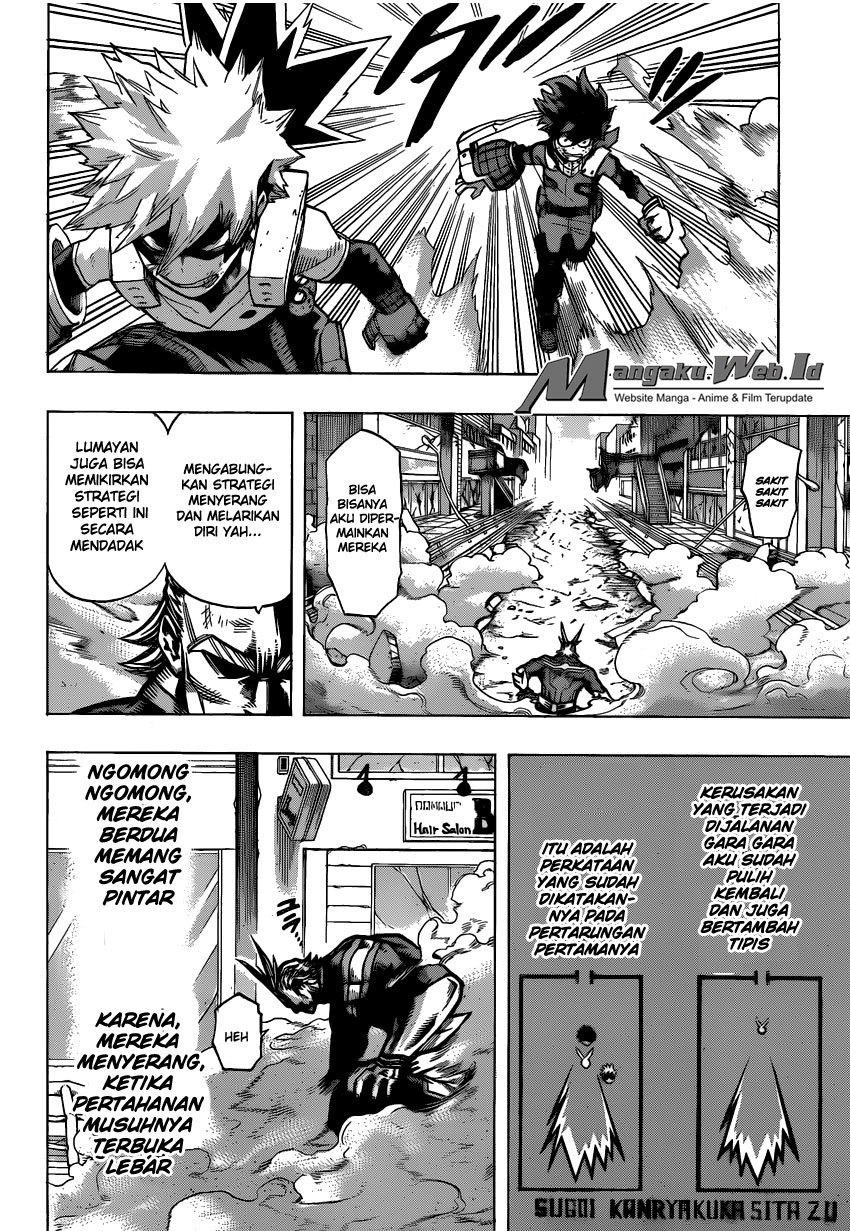 ダダッ
Mangaku.Web.Id
Website Manga - Anime & Film Terupdate
SAKIT
SAKIT
SAKIT
BISA
BISANYA
AKU DIPER-
MAINKAN
MEREKA
MENGABUNG-
KAN STRATEGI
MENYERANG
DAN MELARIKAN
DIRI YAH...
LUMAYAN
JUGA BISA
MEMIKIRKAN
STRATEGI
SEPERTI INI
SECARA
MENDADAK
KERUSAKAN
YANG TERJADI
DIJALANAN
GARA GARA
AKU SUDAH
PULIH
KEMBALI
DAN JUGA
BERTAMBAH
TIPIS
ITU ADALAH
PERKATAAN
YANG SUDAH
DIKATAKAN-
NYA PADA
PERTARUNGAN
PERTAMANYA
SUGOI KANRYAKUKA SITA ZU
NGOMONG
NGOMONG,
MEREKA
BERDUA
MEMANG
SANGAT
PINTAR
Hair Salon B
HEH
KARENA,
MEREKA
MENYERANG,
KETIKA
PERTAHANAN
MUSUHNYA
TERBUKA
LEBAR